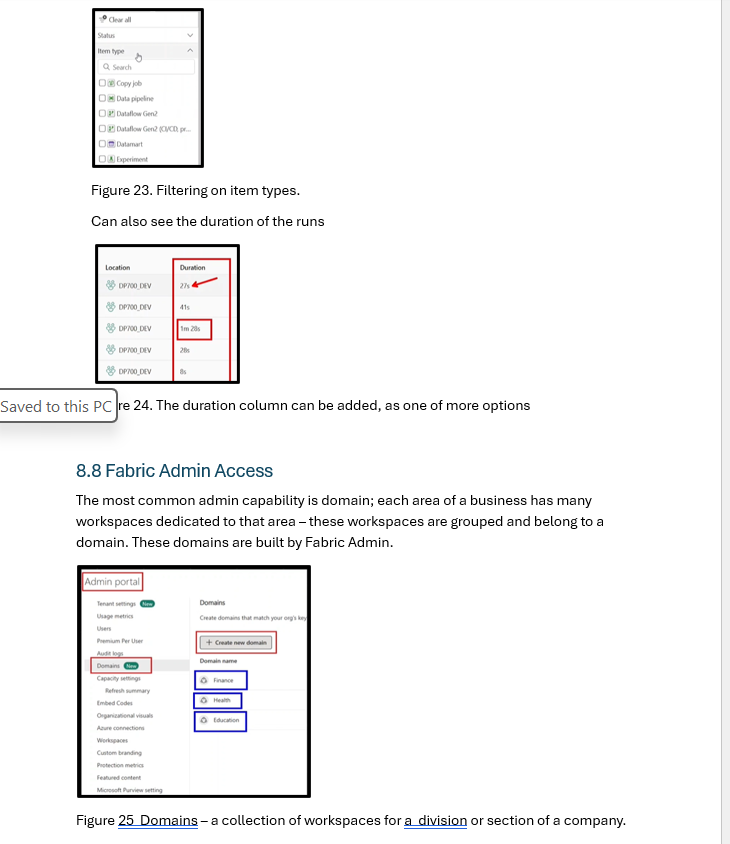 Clear all
Status
Item type
Search
Copy job
Data pipeline
Dataflow Gen2
Dataflow Gen2 (CI/CD, pr...
Datamart
Experiment
Figure 23. Filtering on item types.
Can also see the duration of the runs
Location Duration
DP700_DEV 27s
DP700_DEV 41s
DP700_DEV 1m 28s
DP700_DEV 28s
DP700_DEV 8s
Saved to this PC
re 24. The duration column can be added, as one of more options
8.8 Fabric Admin Access
The most common admin capability is domain; each area of a business has many
workspaces dedicated to that area – these workspaces are grouped and belong to a
domain. These domains are built by Fabric Admin.
Admin portal
Tenant settings New
Usage metrics
Users
Premium Per User
Audit logs
Domains New
Capacity settings
Refresh summary
Embed Codes
Organizational visuals
Azure connections
Workspaces
Custom branding
Protection metrics
Featured content
Microsoft Purview setting
Domains
Create domains that match your org's key
+ Create new domain
Domain name
Finance
Health
Education
Figure 25 Domains – a collection of workspaces for a division or section of a company.